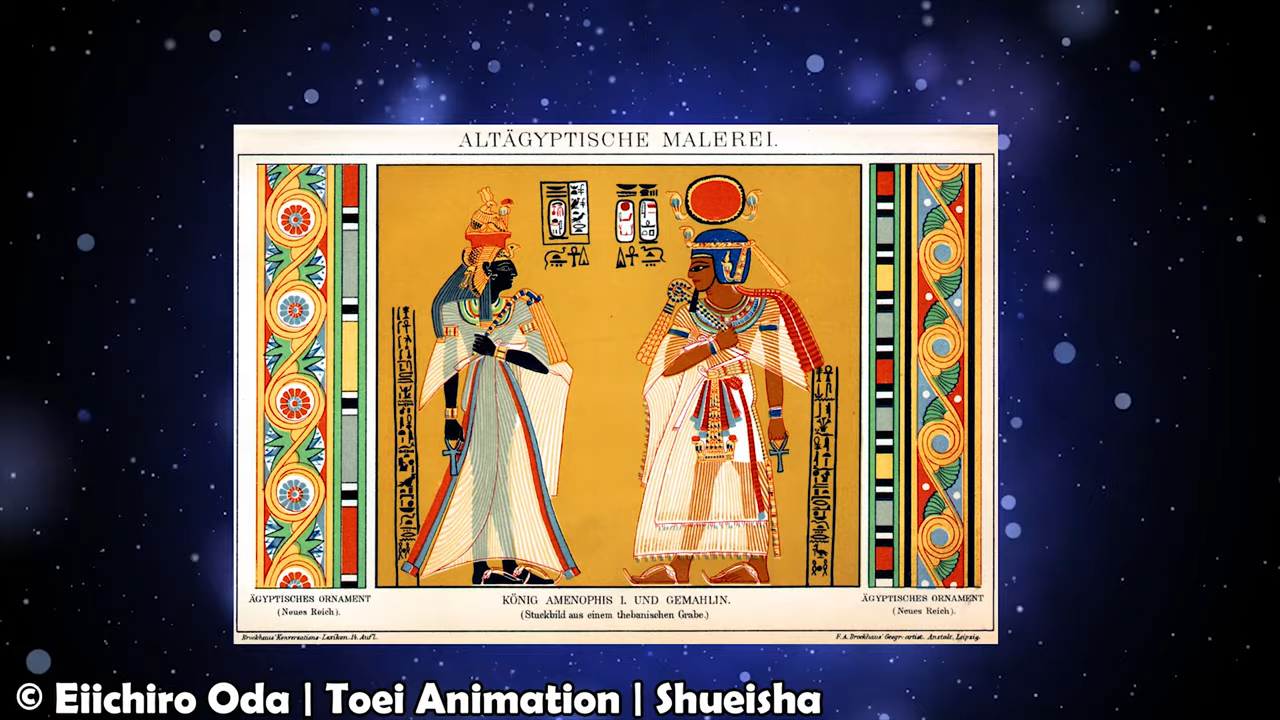 ALTÄGYPTISCHE MALEREI.
ÄGYPTISCHES ORNAMENT
(Neues Reich).
KÖNIG AMENOPHIS I. UND GEMAHLIN.
(Stuckbild aus einem thebanischen Grabe.)
ÄGYPTISCHES ORNAMENT
(Neues Reich).
Brockhaus' Konversations-Lexikon. 14. Aufl.
F. A. Brockhaus' Geogr.-artist. Anstalt, Leipzig.
© Eiichiro Oda | Toei Animation | Shueisha